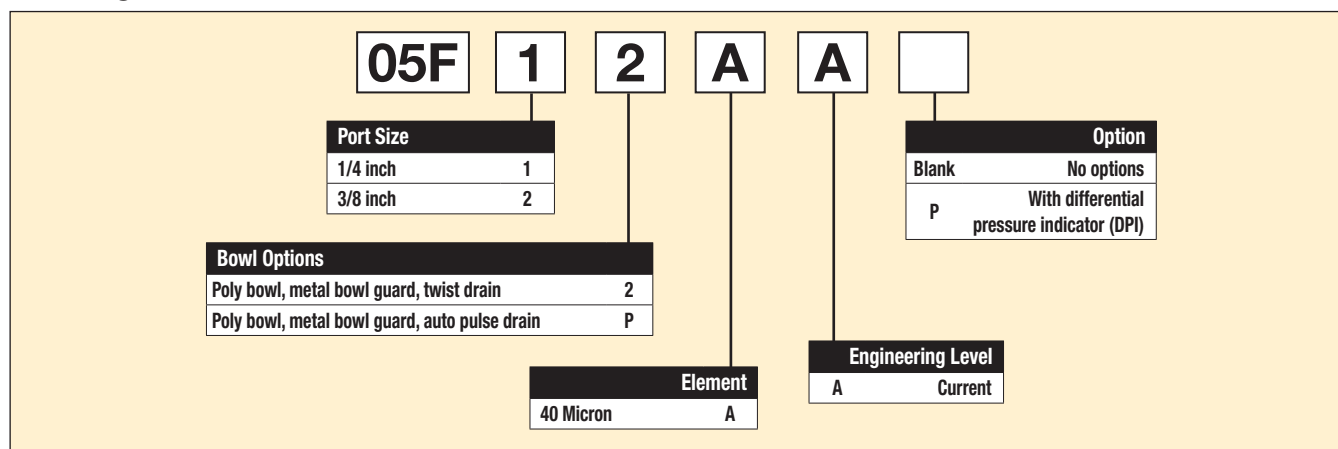 05F 1 2 A A
Port Size
1/4 inch 1
3/8 inch 2
Option
Blank No options
P With differential
pressure indicator (DPI)
Bowl Options
Poly bowl, metal bowl guard, twist drain 2
Poly bowl, metal bowl guard, auto pulse drain P
Engineering Level
A Current
Element
40 Micron A